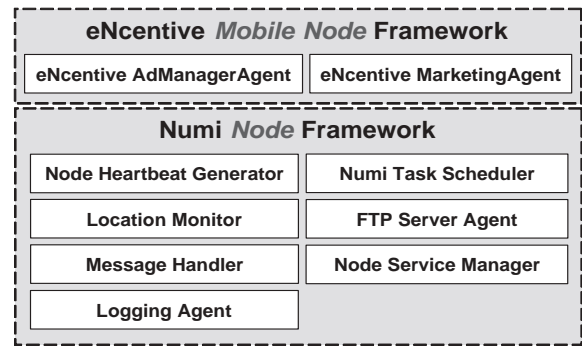 eNcentive Mobile Node Framework
eNcentive AdManagerAgent
eNcentive MarketingAgent
Numi Node Framework
Node Heartbeat Generator
Numi Task Scheduler
Location Monitor
FTP Server Agent
Message Handler
Node Service Manager
Logging Agent